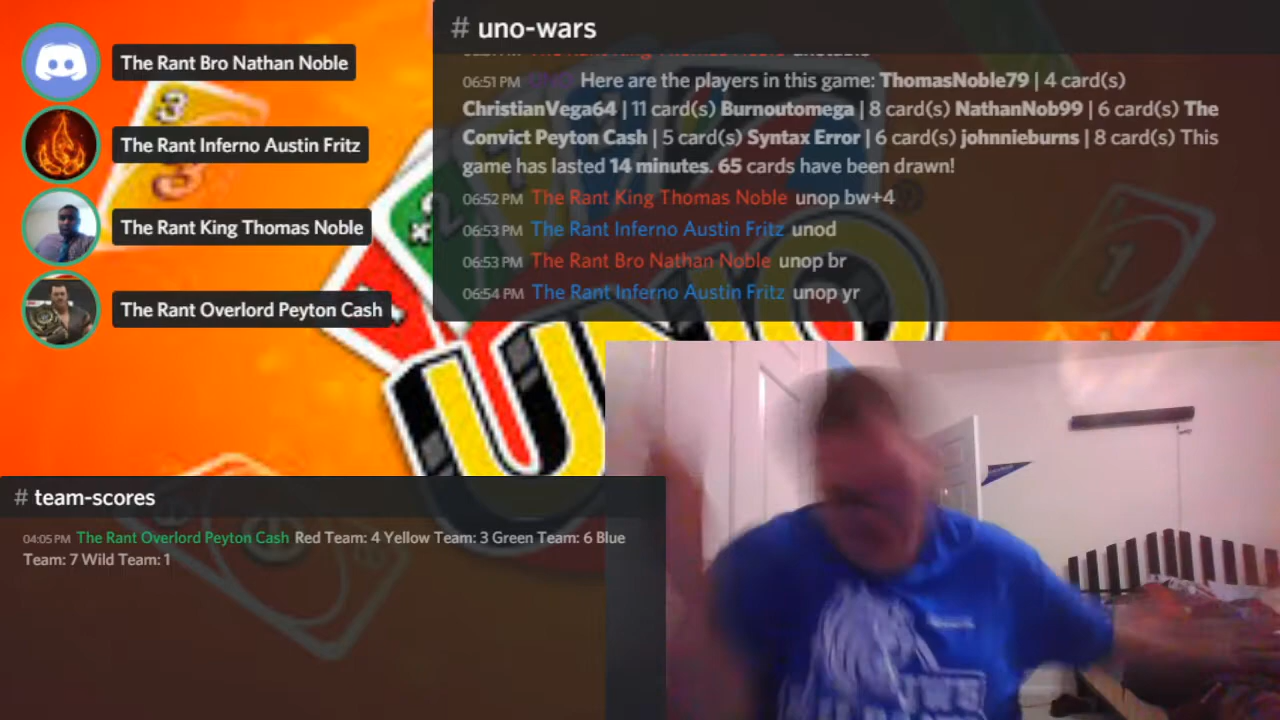 The Rant Bro Nathan Noble
The Rant Inferno Austin Fritz
The Rant King Thomas Noble
The Rant Overlord Peyton Cash
# uno-wars
06:51 PM Here are the players in this game: ThomasNoble79 | 4 card(s)
ChristianVega64 | 11 card(s) Burnoutomega | 8 card(s) NathanNob99 | 6 card(s) The
Convict Peyton Cash | 5 card(s) Syntax Error | 6 card(s) johnnieburns | 8 card(s) This
game has lasted 14 minutes. 65 cards have been drawn!
06:52 PM The Rant King Thomas Noble unop bw+4
06:53 PM The Rant Inferno Austin Fritz unod
06:53 PM The Rant Bro Nathan Noble unop br
06:54 PM The Rant Inferno Austin Fritz unop yr
3
3
2
1
UNO
# team-scores
04:05 PM The Rant Overlord Peyton Cash Red Team: 4 Yellow Team: 3 Green Team: 6 Blue
Team: 7 Wild Team: 1